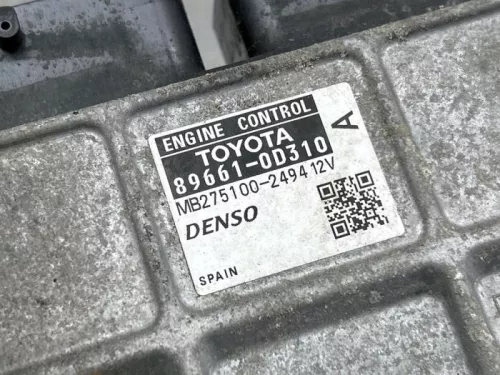 ENGINE CONTROL
TOYOTA
89661-0D310
A
MB275100-2494 12V
DENSO
SPAIN